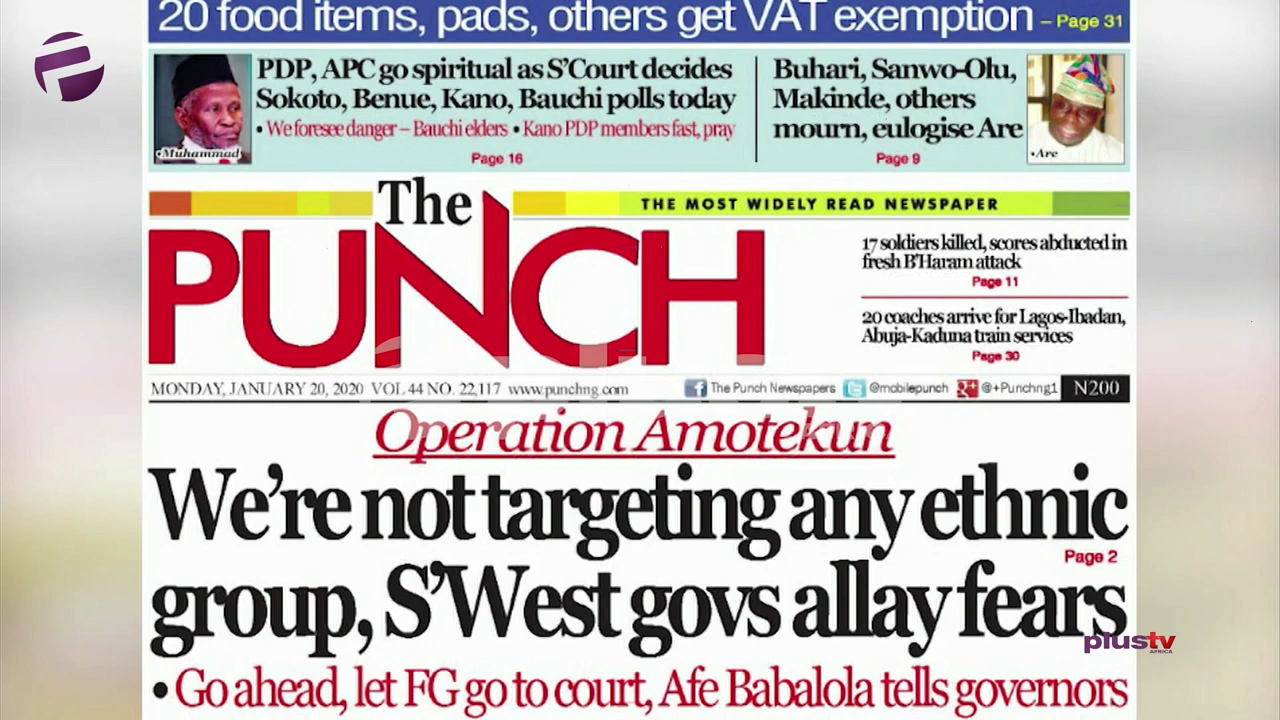 20 food items, pads, others get VAT exemption – Page 31
PDP, APC go spiritual as S'Court decides
Sokoto, Benue, Kano, Bauchi polls today
• We foresee danger – Bauchi elders • Kano PDP members fast, pray
Page 16
•Muhammad
Buhari, Sanwo-Olu,
Makinde, others
mourn, eulogise Are
Page 9
•Are
The
PUNCH
THE MOST WIDELY READ NEWSPAPER
17 soldiers killed, scores abducted in
fresh B'Haram attack
Page 11
20 coaches arrive for Lagos-Ibadan,
Abuja-Kaduna train services
Page 30
MONDAY, JANUARY 20, 2020 VOL 44 NO. 22,117 www.punchng.com The Punch Newspapers @mobilepunch @+Punchng1 N200
Operation Amotekun
We're not targeting any ethnic
Page 2
group, S'West govs allay fears
• Go ahead, let FG go to court, Afe Babalola tells governors
plustv
AFRICA